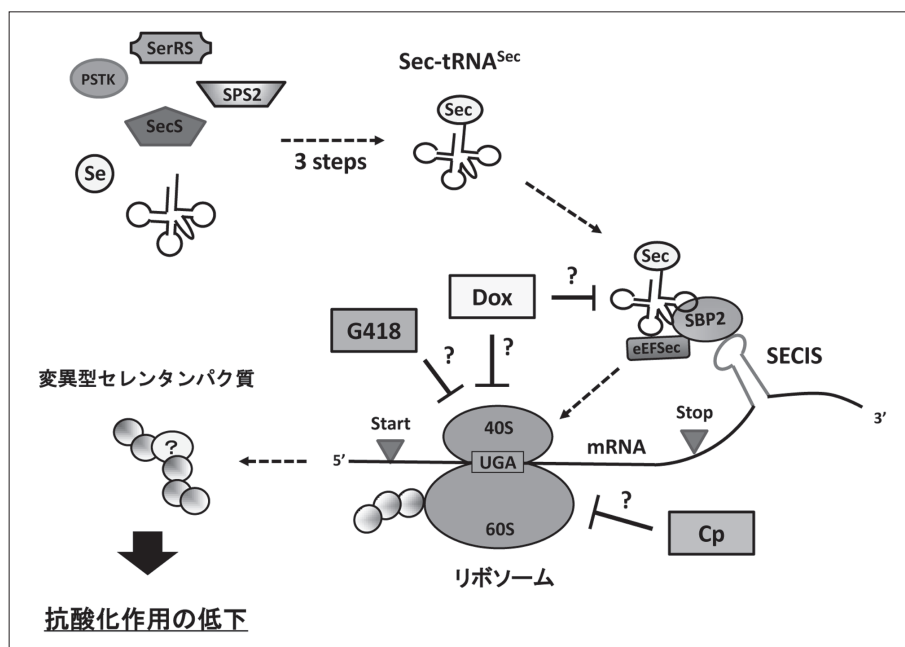 SerRS
PSTK
SPS2
SecS
Se
3 steps
Sec-tRNA^Sec
Sec
Sec
SBP2
eEFSec
SECIS
?
Dox
?
G418
?
変異型セレンタンパク質
?
Start
Stop
5’
3’
40S
UGA
mRNA
60S
?
Cp
リボソーム
抗酸化作用の低下